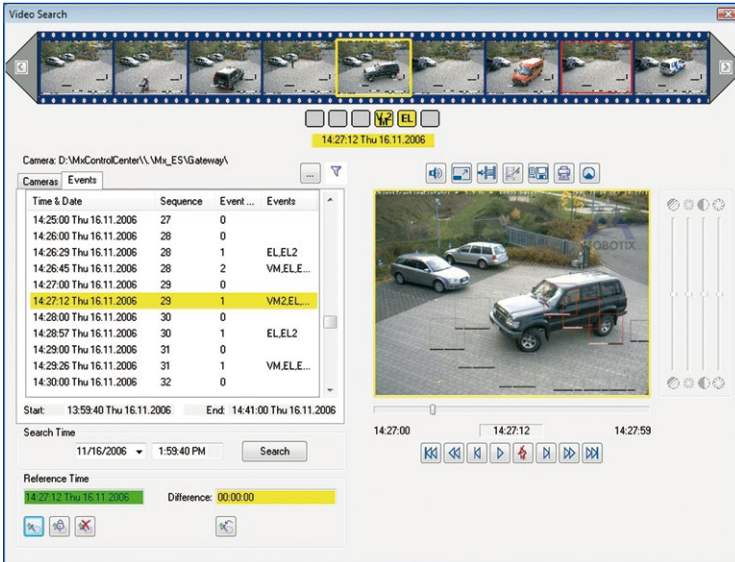 Video Search
VM2 EL
14:27:12 Thu 16.11.2006
Camera: D:\MxControlCenter\\.\Mx_ES\Gateway\
...
Cameras Events
Time & Date Sequence Event ... Events
14:25:00 Thu 16.11.2006 27 0
14:26:00 Thu 16.11.2006 28 0
14:26:29 Thu 16.11.2006 28 1 EL,EL2
14:26:45 Thu 16.11.2006 28 2 VM,EL,E...
14:27:00 Thu 16.11.2006 29 0
14:27:12 Thu 16.11.2006 29 1 VM2,EL,...
14:28:00 Thu 16.11.2006 30 0
14:28:57 Thu 16.11.2006 30 1 EL,EL2
14:29:00 Thu 16.11.2006 31 0
14:29:26 Thu 16.11.2006 31 1 VM,EL,E...
14:30:00 Thu 16.11.2006 32 0
Start: 13:59:40 Thu 16.11.2006 End: 14:41:00 Thu 16.11.2006
Search Time
11/16/2006 1:59:40 PM Search
Reference Time
14:27:12 Thu 16.11.2006 Difference: 00:00:00
MOBOTIX
14:27:00 14:27:12 14:27:59